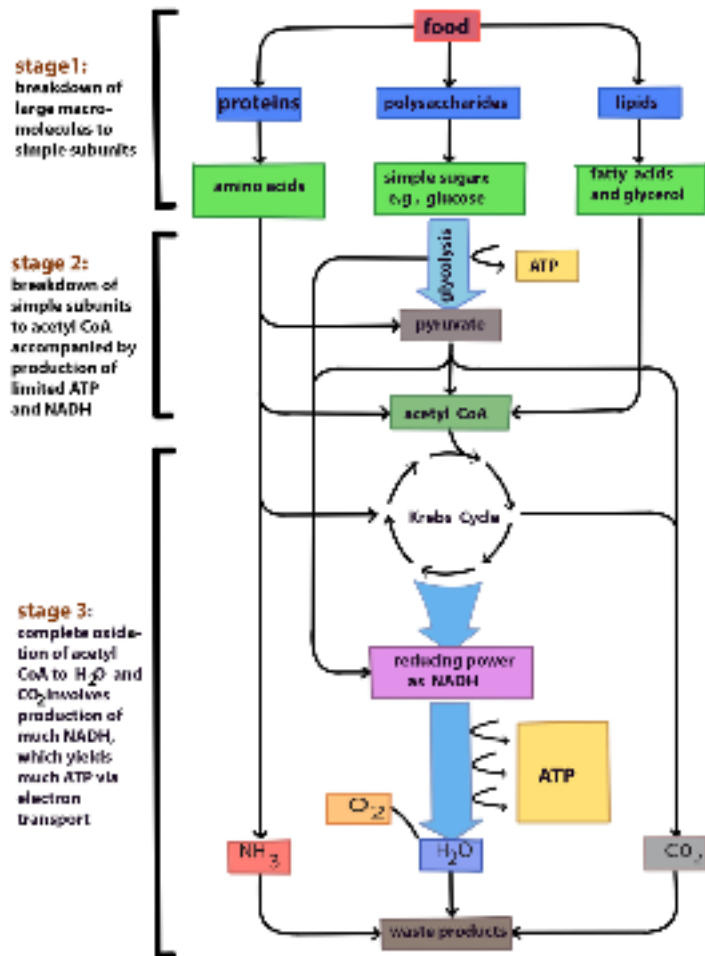 food
stage1:
breakdown of
large macro-
molecules to
simple subunits
proteins
polysaccharides
lipids
amino acids
simple sugars
e,g,. glucose
fatty acids
and glycerol
stage 2:
breakdown of
simple subunits
to acetyl CoA
accompanied by
production of
limited ATP
and NADH
glycolysis
ATP
pyruvate
acetyl CoA
Krebs Cycle
stage 3:
complete oxida-
tion of acetyl
CoA to H2O and
CO2 involves
production of
much NADH,
which yields
much ATP via
electron
transport
reducing power
as NADH
ATP
O2
NH3
H2O
CO2
waste products